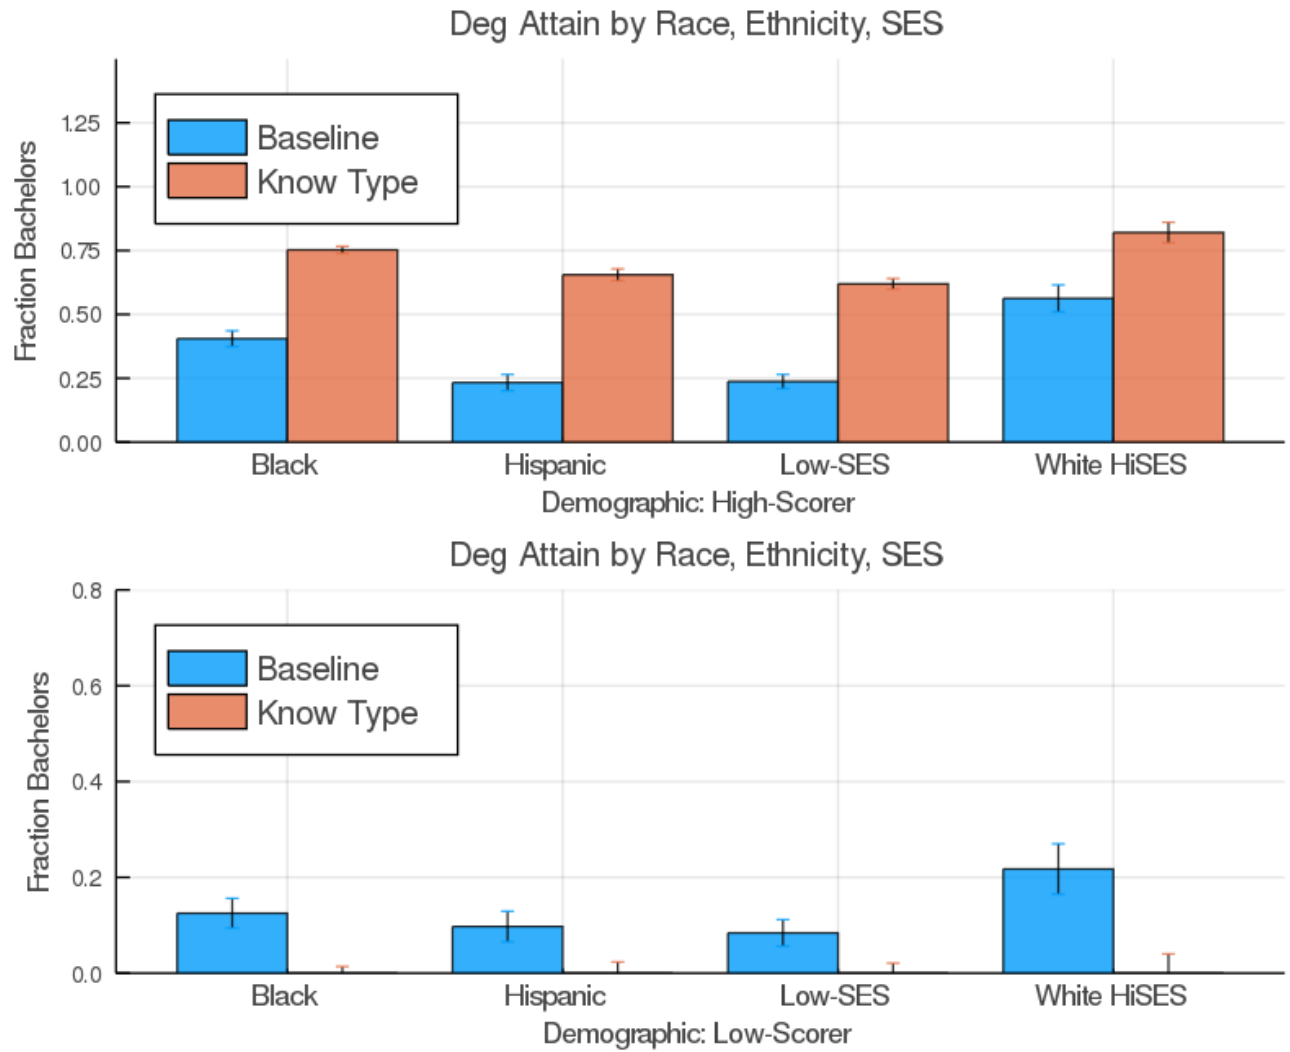 Deg Attain by Race, Ethnicity, SES
Fraction Bachelors
1.25
1.00
0.75
0.50
0.25
0.00
Baseline
Know Type
Black Hispanic Low-SES White HiSES
Demographic: High-Scorer
Deg Attain by Race, Ethnicity, SES
Fraction Bachelors
0.8
0.6
0.4
0.2
0.0
Baseline
Know Type
Black Hispanic Low-SES White HiSES
Demographic: Low-Scorer